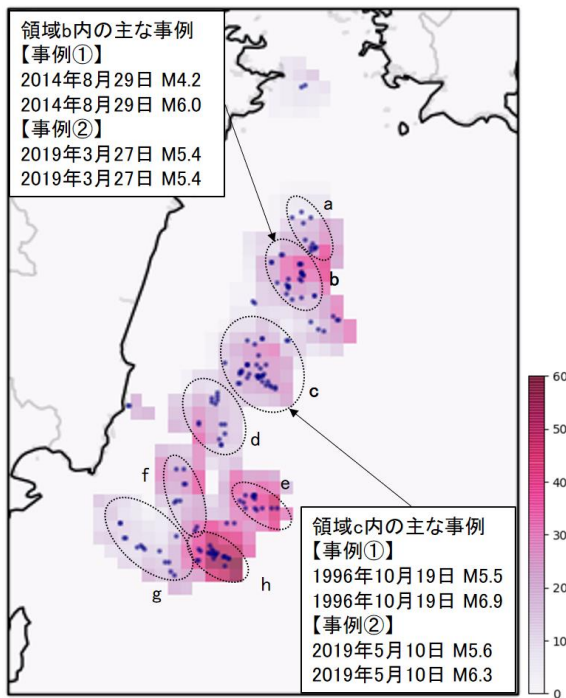 領域b内の主な事例
【事例①】
2014年8月29日 M4.2
2014年8月29日 M6.0
【事例②】
2019年3月27日 M5.4
2019年3月27日 M5.4
a
b
c
d
e
f
g
h
領域c内の主な事例
【事例①】
1996年10月19日 M5.5
1996年10月19日 M6.9
【事例②】
2019年5月10日 M5.6
2019年5月10日 M6.3
60
50
40
30
20
10
0